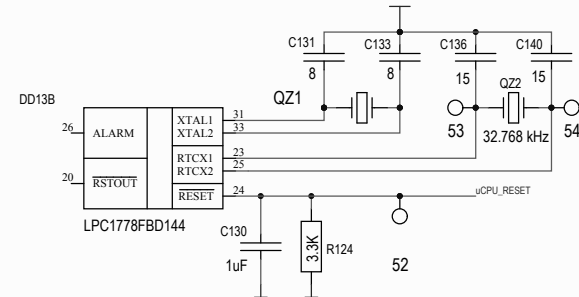 C131
C133
C136
C140
8
8
15
15
QZ1
QZ2
DD13B
31
XTAL1
XTAL2
33
53
32.768 kHz
54
26
ALARM
RTCX1
23
RTCX2
25
20
RSTOUT
RESET
24
uCPU_RESET
LPC1778FBD144
C130
1uF
3.3K
R124
52